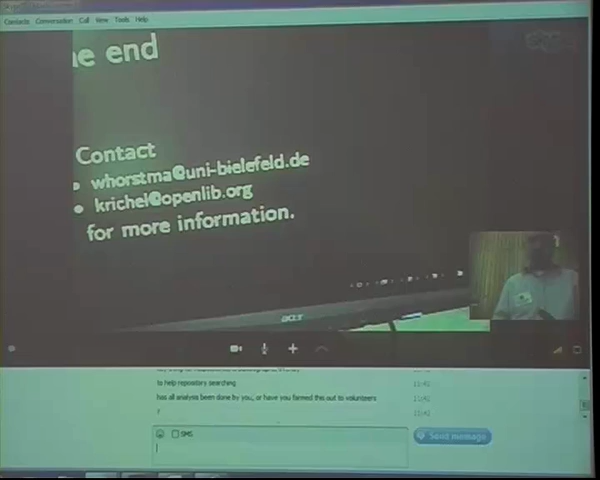 Contacts Conversation Call View Tools Help
e end
Contact
• whorstma@uni-bielefeld.de
• krichel@openlib.org
for more information.
acer
to help repository searching
has all analysis been done by you, or have you farmed this out to volunteers
?
SMS
Send message